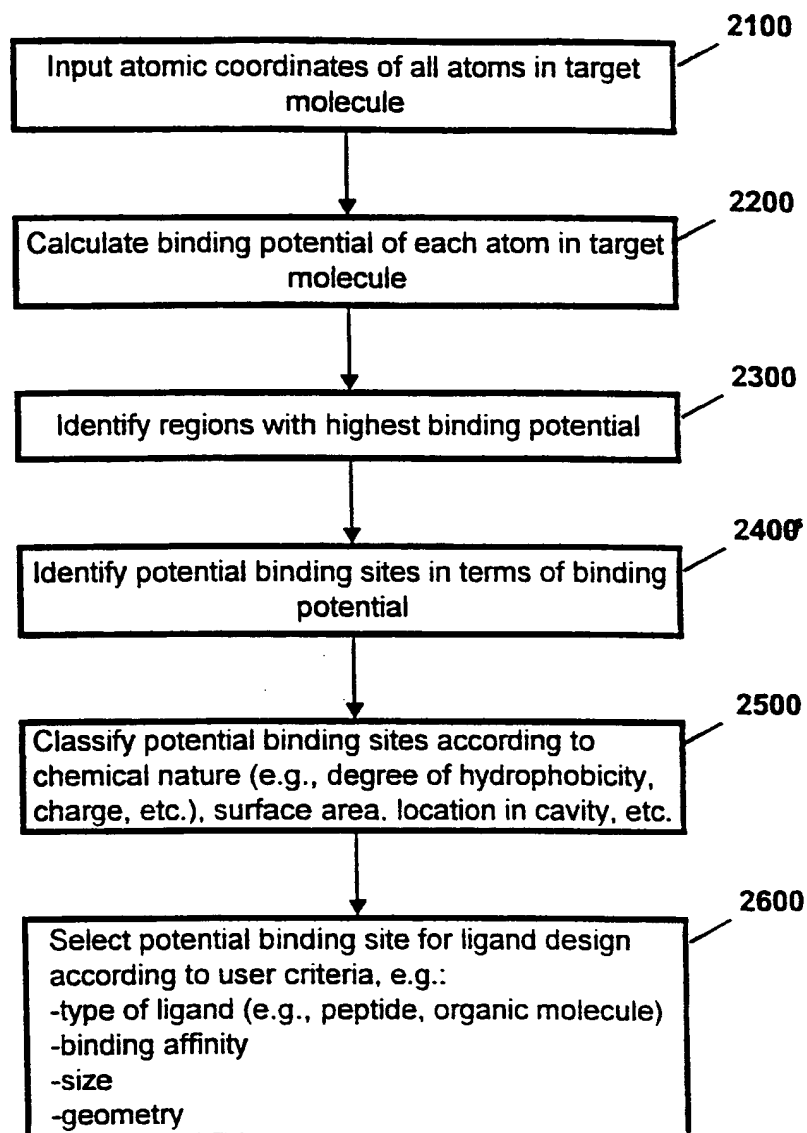 2100
Input atomic coordinates of all atoms in target
molecule
2200
Calculate binding potential of each atom in target
molecule
2300
Identify regions with highest binding potential
2400
Identify potential binding sites in terms of binding
potential
2500
Classify potential binding sites according to
chemical nature (e.g., degree of hydrophobicity,
charge, etc.), surface area. location in cavity, etc.
2600
Select potential binding site for ligand design
according to user criteria, e.g.:
-type of ligand (e.g., peptide, organic molecule)
-binding affinity
-size
-geometry